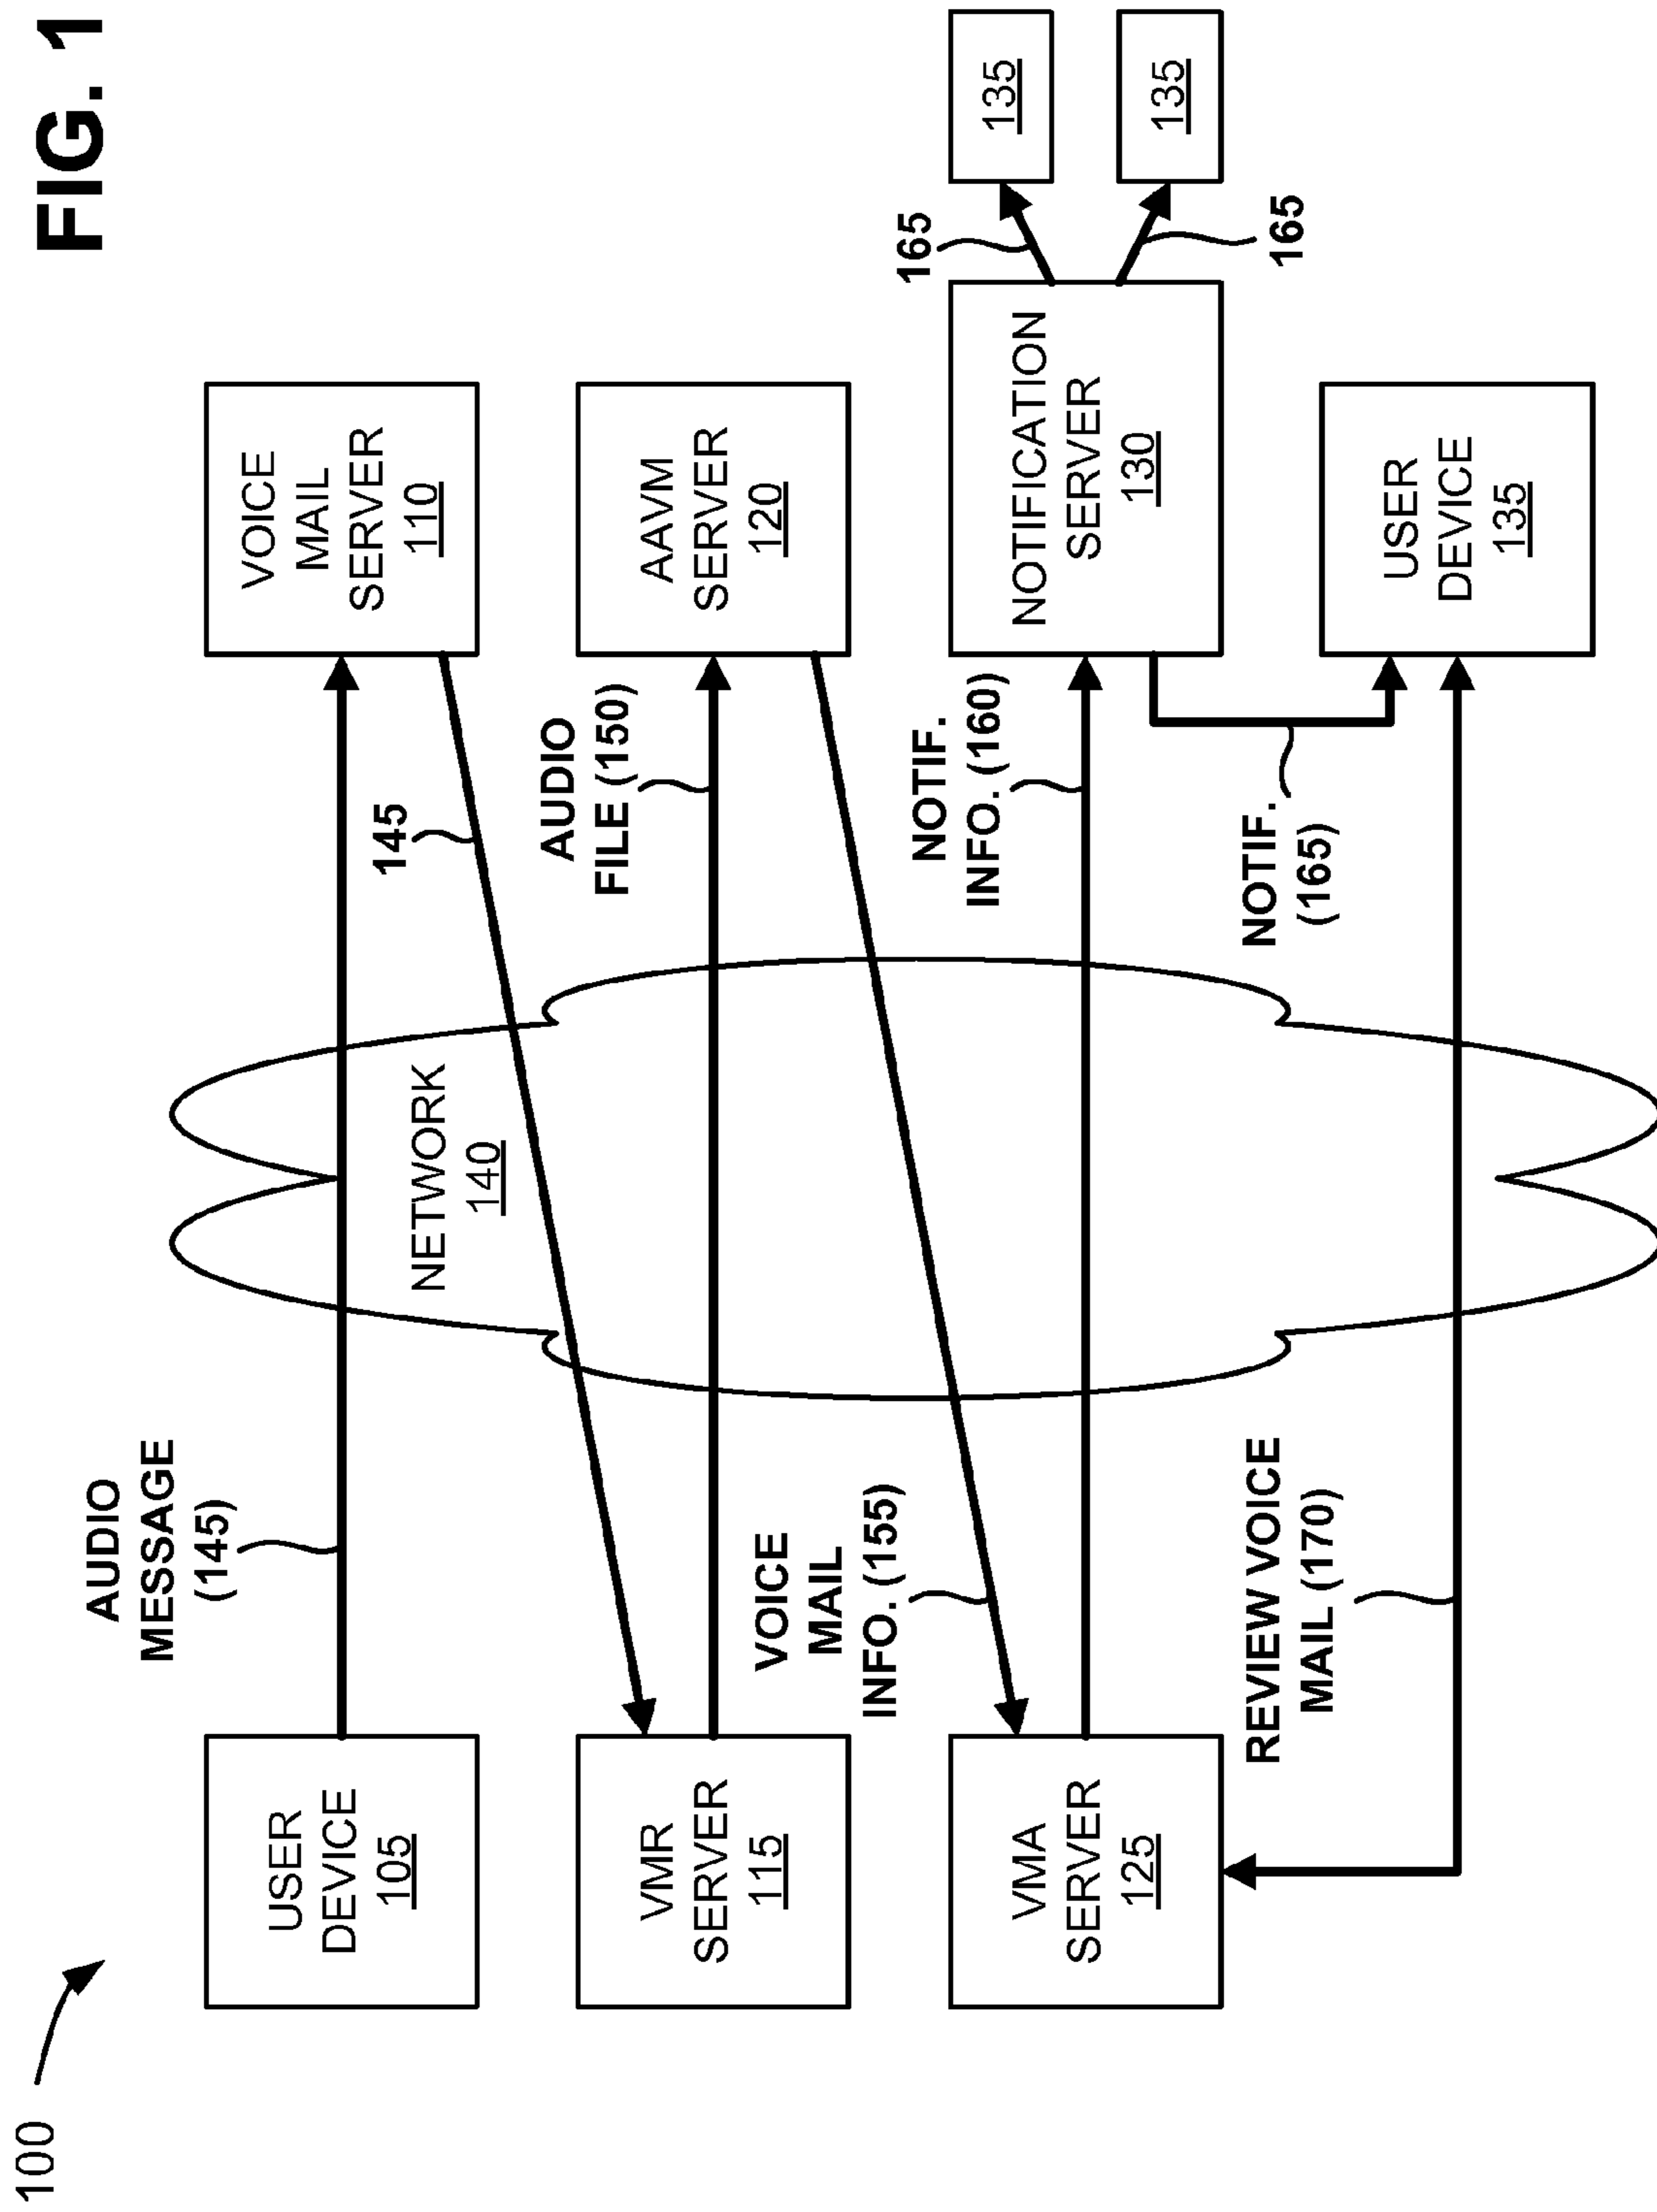 FIG. 1
100
AUDIO
MESSAGE
(145)
USER
DEVICE
105
VOICE
MAIL
SERVER
110
145
NETWORK
140
AUDIO
FILE (150)
VMR
SERVER
115
AAVM
SERVER
120
VOICE
MAIL
INFO. (155)
NOTIF.
INFO. (160)
VMA
SERVER
125
NOTIFICATION
SERVER
130
165
135
165
135
REVIEW VOICE
MAIL (170)
NOTIF.
(165)
USER
DEVICE
135